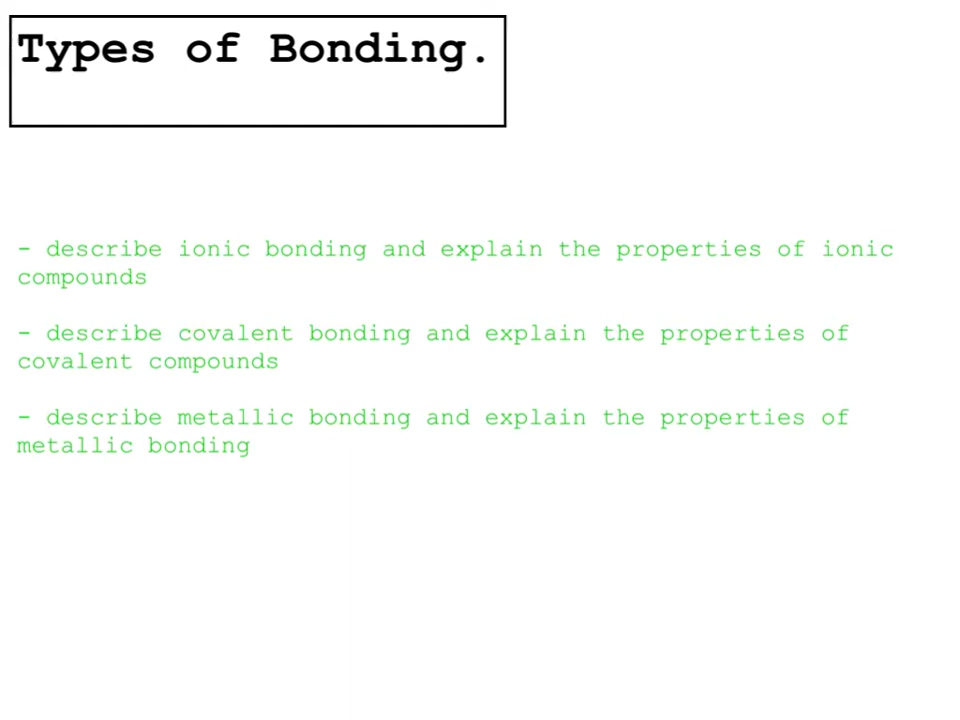 Types of Bonding.
- describe ionic bonding and explain the properties of ionic
compounds
- describe covalent bonding and explain the properties of
covalent compounds
- describe metallic bonding and explain the properties of
metallic bonding